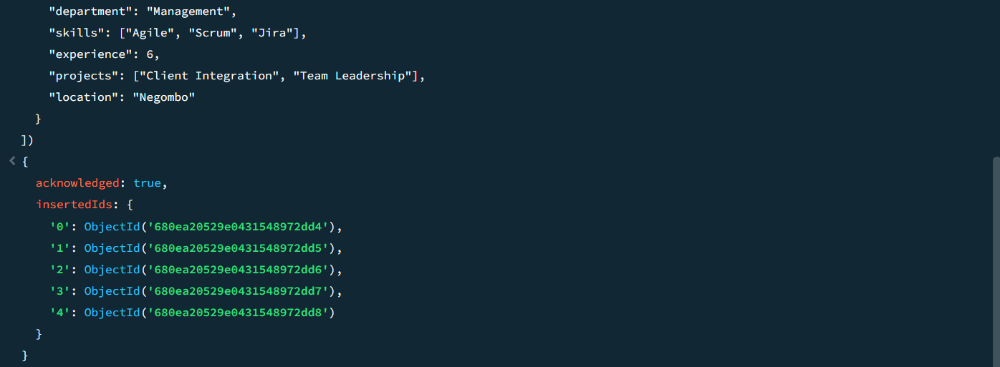 "department": "Management",
"skills": ["Agile", "Scrum", "Jira"],
"experience": 6,
"projects": ["Client Integration", "Team Leadership"],
"location": "Negombo"
}
])
< {
acknowledged: true,
insertedIds: {
'0': ObjectId('680ea20529e0431548972dd4'),
'1': ObjectId('680ea20529e0431548972dd5'),
'2': ObjectId('680ea20529e0431548972dd6'),
'3': ObjectId('680ea20529e0431548972dd7'),
'4': ObjectId('680ea20529e0431548972dd8')
}
}